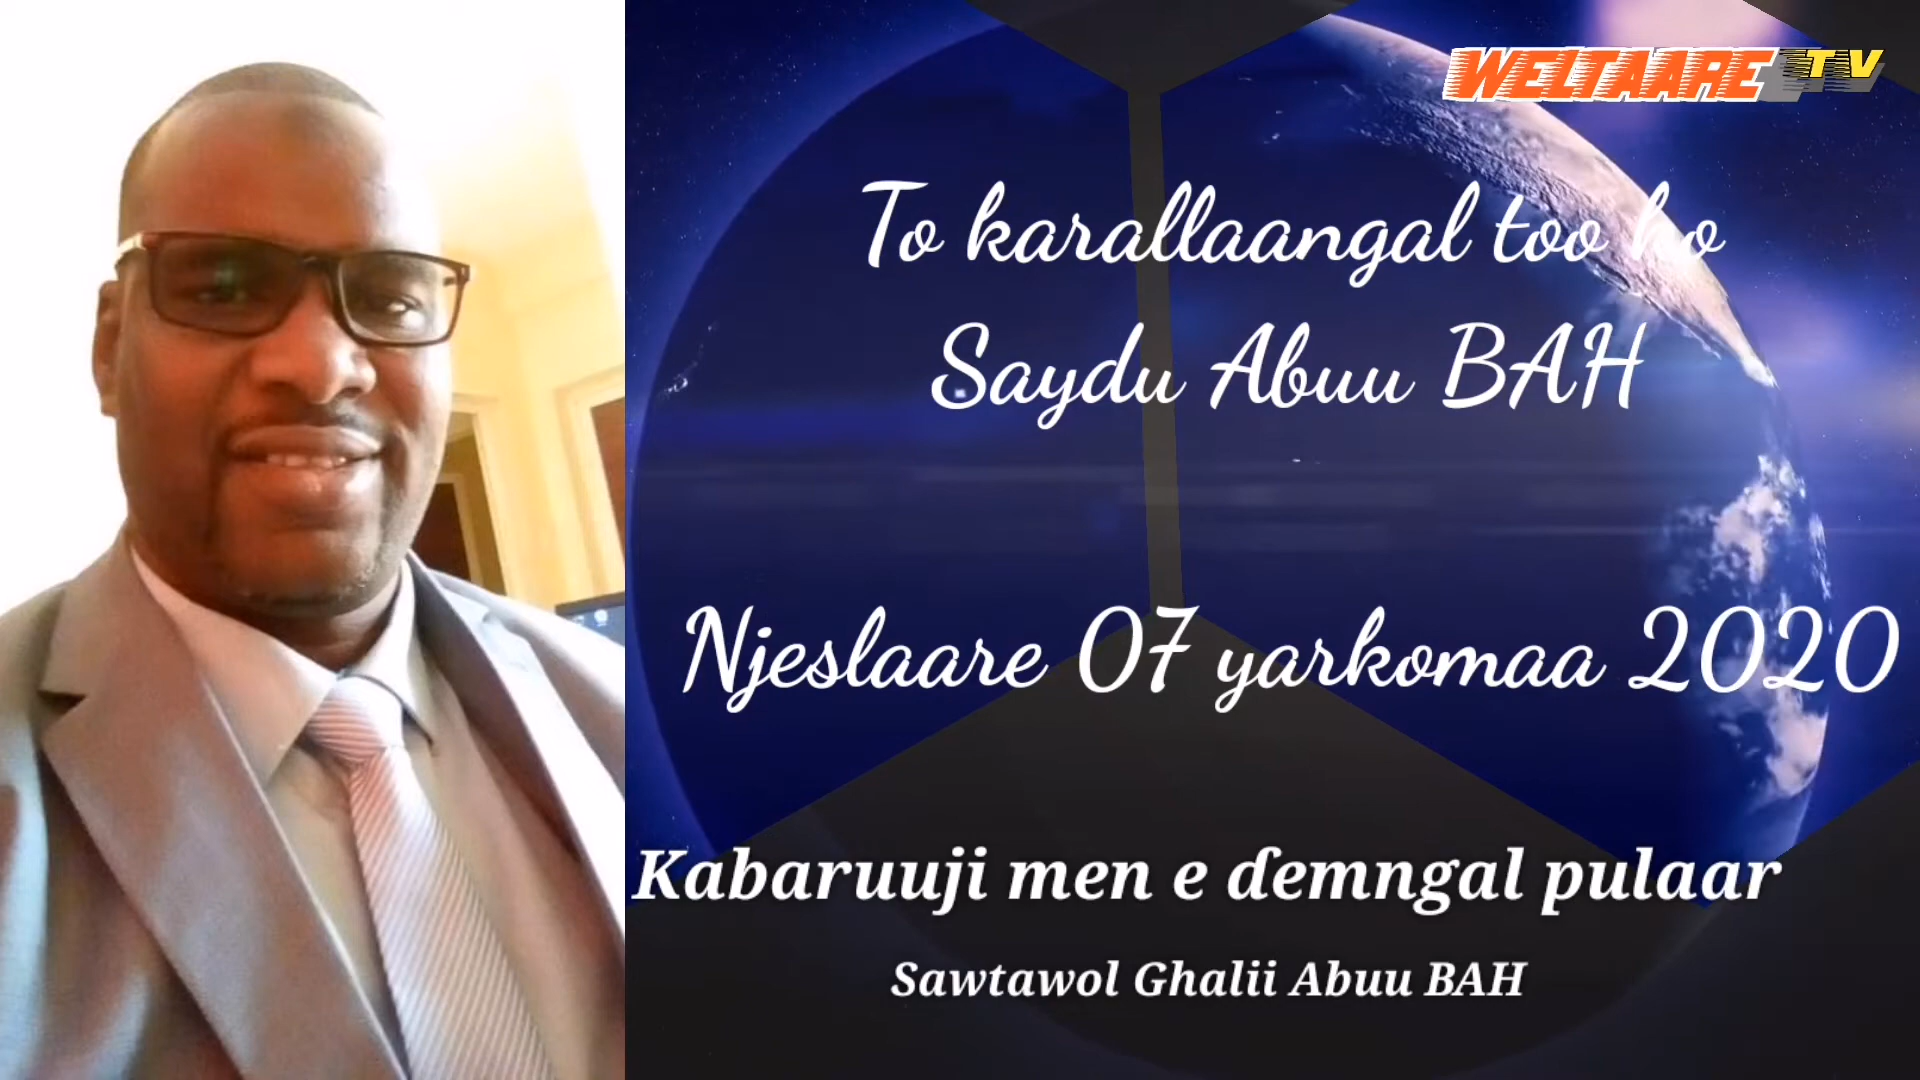 WELTAARE TV
To karallaangal too ho
Saydu Abuu BAH
Njeslaare 07 yarkomaa 2020
Kabaruuji men e ɗemngal pulaar
Sawtawol Ghalii Abuu BAH